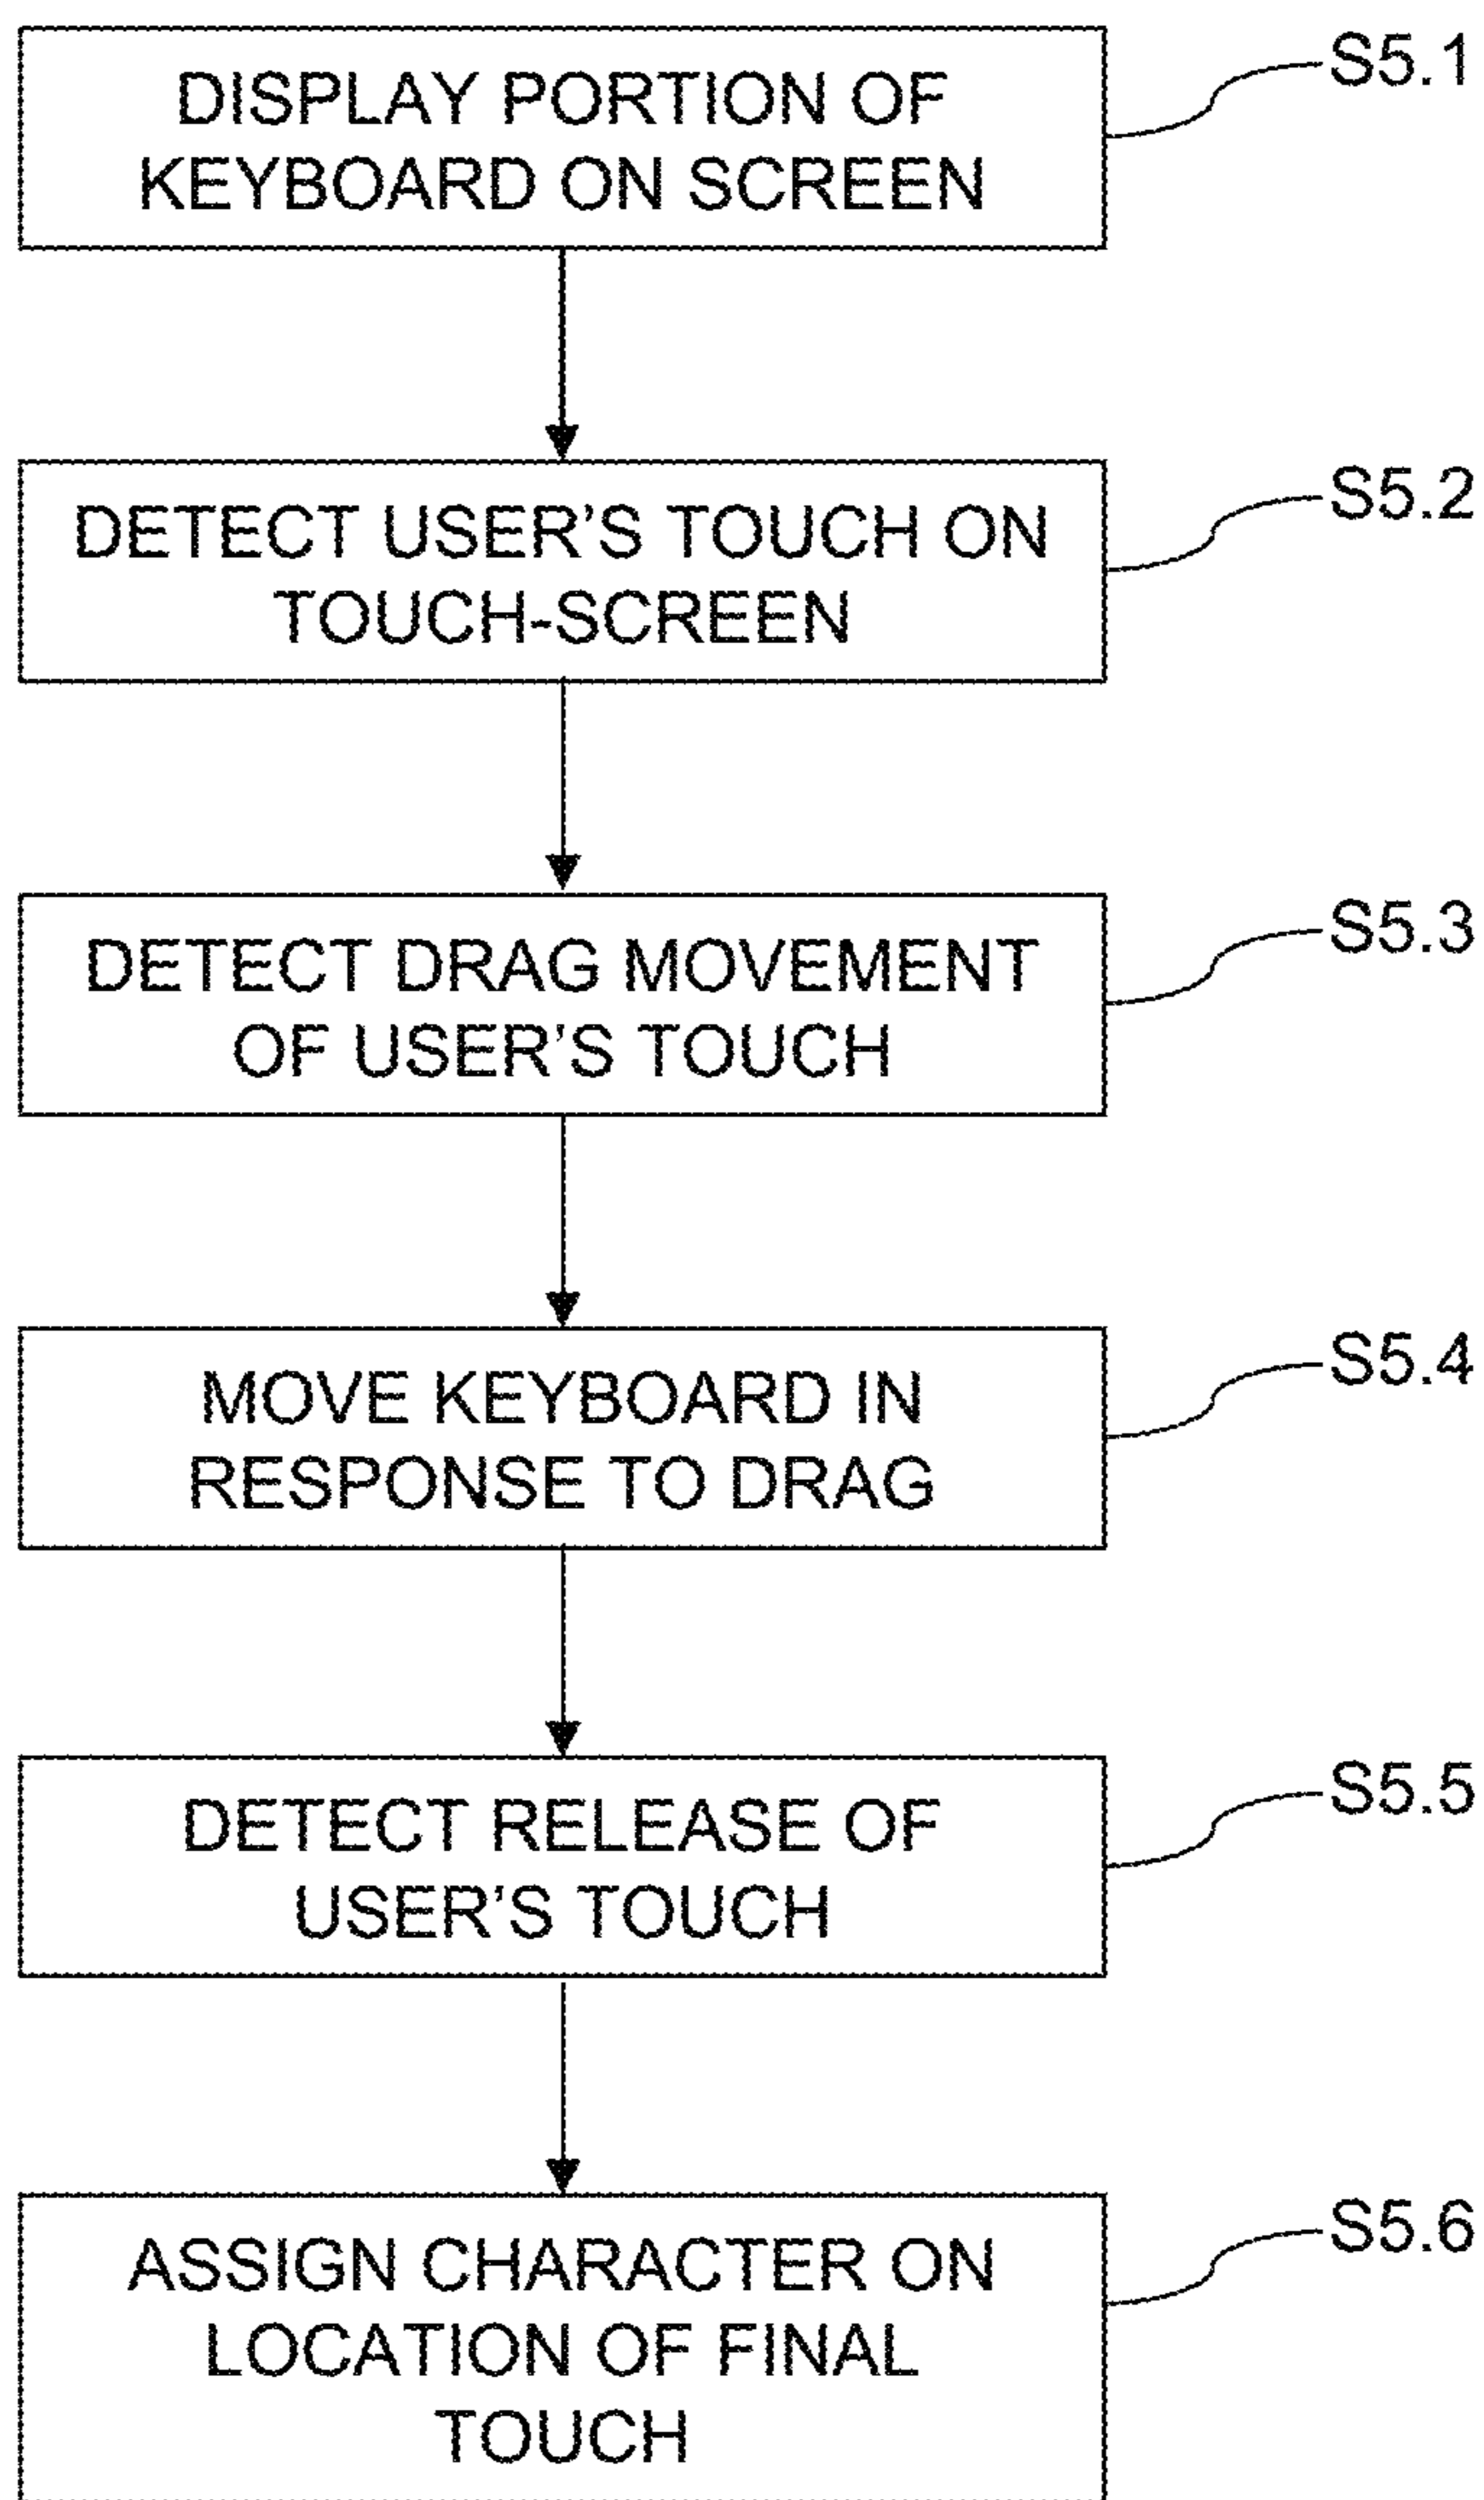 DISPLAY PORTION OF
KEYBOARD ON SCREEN
S5.1
DETECT USER'S TOUCH ON
TOUCH-SCREEN
S5.2
DETECT DRAG MOVEMENT
OF USER'S TOUCH
S5.3
MOVE KEYBOARD IN
RESPONSE TO DRAG
S5.4
DETECT RELEASE OF
USER'S TOUCH
S5.5
ASSIGN CHARACTER ON
LOCATION OF FINAL
TOUCH
S5.6